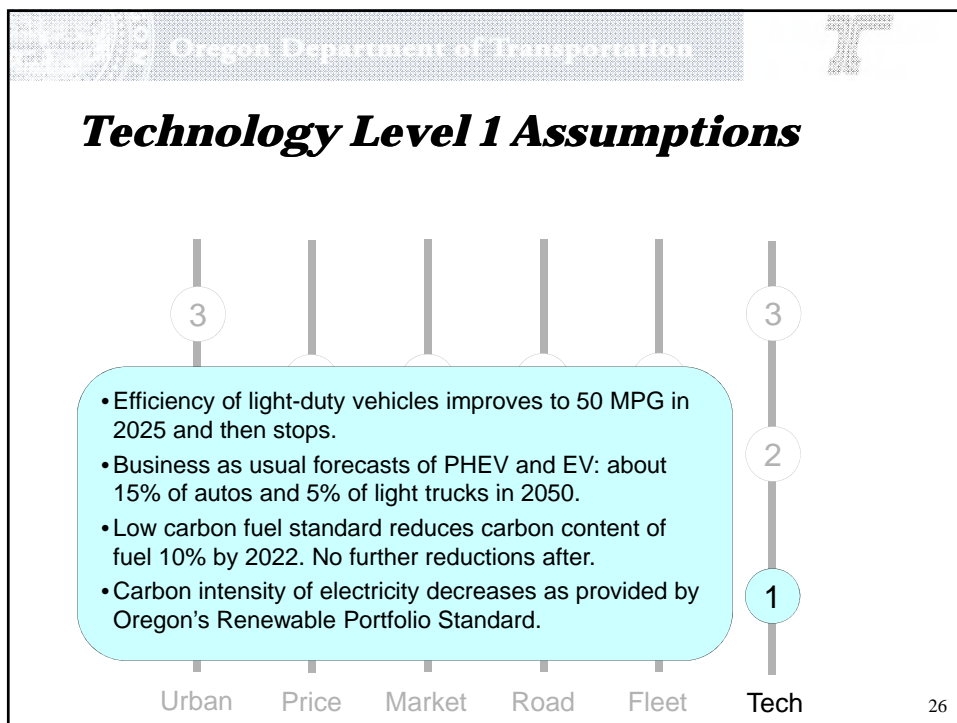 Oregon Department of Transportation
Technology Level 1 Assumptions
3
3
• Efficiency of light-duty vehicles improves to 50 MPG in
2025 and then stops.
• Business as usual forecasts of PHEV and EV: about
15% of autos and 5% of light trucks in 2050.
• Low carbon fuel standard reduces carbon content of
fuel 10% by 2022. No further reductions after.
• Carbon intensity of electricity decreases as provided by
Oregon's Renewable Portfolio Standard.
2
1
Urban Price Market Road Fleet Tech
26